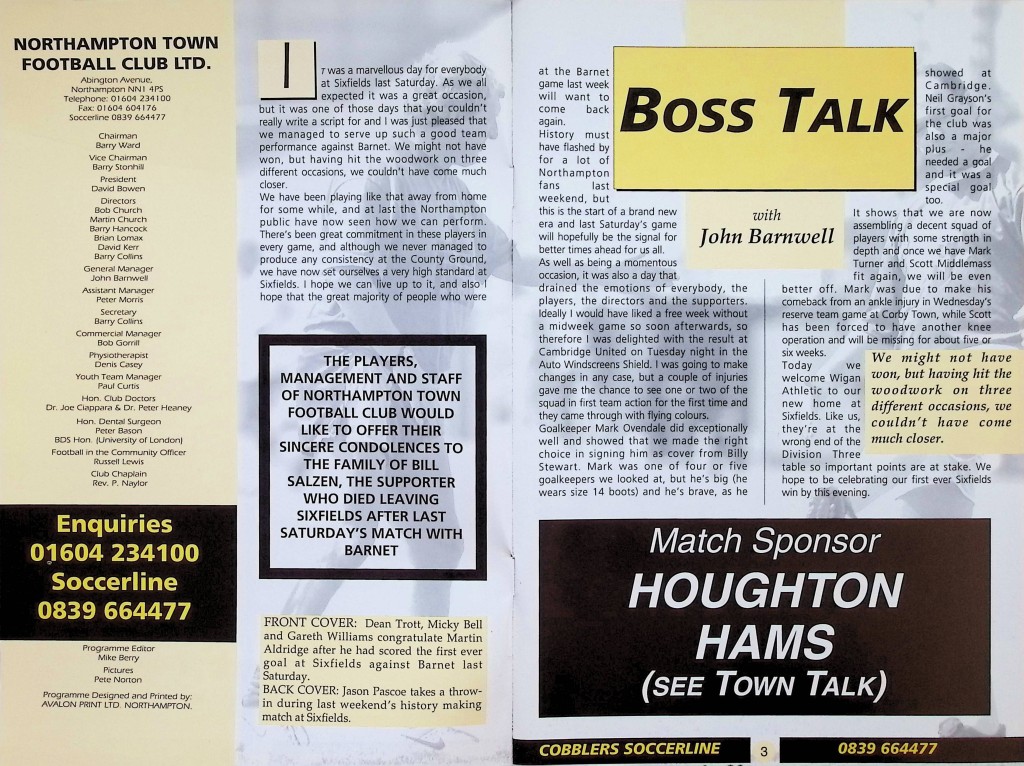 NORTHAMPTON TOWN
FOOTBALL CLUB LTD.
Abington Avenue,
Northampton NN1 4PS
Telephone: 01604 234100
Fax: 01604 604176
Soccerline 0839 664477
Chairman
Barry Ward
Vice Chairman
Barry Stonhill
President
David Bowen
Directors
Bob Church
Martin Church
Barry Hancock
Brian Lomax
David Kerr
Barry Collins
General Manager
John Barnwell
Assistant Manager
Peter Morris
Secretary
Barry Collins
Commercial Manager
Bob Gorrill
Physiotherapist
Denis Casey
Youth Team Manager
Paul Curtis
Hon. Club Doctors
Dr. Joe Ciappara & Dr. Peter Heaney
Hon. Dental Surgeon
Peter Bason
BDS Hon. (University of London)
Football in the Community Officer
Russell Lewis
Club Chaplain
Rev. P. Naylor
Enquiries
01604 234100
Soccerline
0839 664477
Programme Editor
Mike Berry
Pictures
Pete Norton
Programme Designed and Printed by:
AVALON PRINT LTD. NORTHAMPTON.
IT was a marvellous day for everybody
at Sixfields last Saturday. As we all
expected it was a great occasion,
but it was one of those days that you couldn't
really write a script for and I was just pleased that
we managed to serve up such a good team
performance against Barnet. We might not have
won, but having hit the woodwork on three
different occasions, we couldn't have come much
closer.
We have been playing like that away from home
for some while, and at last the Northampton
public have now seen how we can perform.
There's been great commitment in these players in
every game, and although we never managed to
produce any consistency at the County Ground,
we have now set ourselves a very high standard at
Sixfields. I hope we can live up to it, and also I
hope that the great majority of people who were
THE PLAYERS,
MANAGEMENT AND STAFF
OF NORTHAMPTON TOWN
FOOTBALL CLUB WOULD
LIKE TO OFFER THEIR
SINCERE CONDOLENCES TO
THE FAMILY OF BILL
SALZEN, THE SUPPORTER
WHO DIED LEAVING
SIXFIELDS AFTER LAST
SATURDAY'S MATCH WITH
BARNET
FRONT COVER: Dean Trott, Micky Bell
and Gareth Williams congratulate Martin
Aldridge after he had scored the first ever
goal at Sixfields against Barnet last
Saturday.
BACK COVER: Jason Pascoe takes a throw-
in during last weekend's history making
match at Sixfields.
BOSS TALK
with
John Barnwell
at the Barnet
game last week
will want to
come back
again.
History must
have flashed by
for a lot of
Northampton
fans last
weekend, but
this is the start of a brand new
era and last Saturday's game
will hopefully be the signal for
better times ahead for us all.
As well as being a momentous
occasion, it was also a day that
drained the emotions of everybody, the
players, the directors and the supporters.
Ideally I would have liked a free week without
a midweek game so soon afterwards, so
therefore I was delighted with the result at
Cambridge United on Tuesday night in the
Auto Windscreens Shield. I was going to make
changes in any case, but a couple of injuries
gave me the chance to see one or two of the
squad in first team action for the first time and
they came through with flying colours.
Goalkeeper Mark Ovendale did exceptionally
well and showed that we made the right
choice in signing him as cover from Billy
Stewart. Mark was one of four or five
goalkeepers we looked at, but he's big (he
wears size 14 boots) and he's brave, as he
showed at
Cambridge.
Neil Grayson's
first goal for
the club was
also a major
plus - he
needed a goal
and it was a
special goal
too.
It shows that we are now
assembling a decent squad of
players with some strength in
depth and once we have Mark
Turner and Scott Middlemass
fit again, we will be even
better off. Mark was due to make his
comeback from an ankle injury in Wednesday's
reserve team game at Corby Town, while Scott
has been forced to have another knee
operation and will be missing for about five or
six weeks.
Today we
welcome Wigan
Athletic to our
new home at
Sixfields. Like us,
they're at the
wrong end of the
Division Three
table so important points are at stake. We
hope to be celebrating our first ever Sixfields
win by this evening.
We might not have
won, but having hit the
woodwork on three
different occasions, we
couldn't have come
much closer.
Match Sponsor
HOUGHTON
HAMS
(SEE TOWN TALK)
COBBLERS SOCCERLINE 3 0839 664477